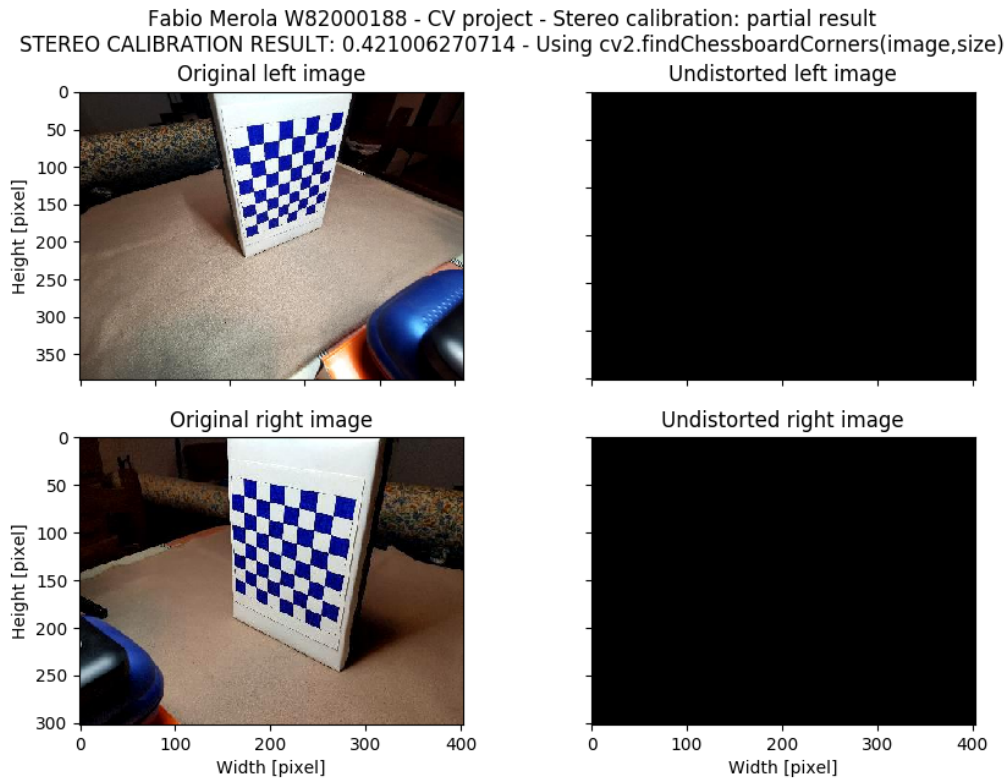 Fabio Merola W82000188 - CV project - Stereo calibration: partial result
STEREO CALIBRATION RESULT: 0.421006270714 - Using cv2.findChessboardCorners(image,size)
Original left image
Undistorted left image
0
50
100
150
200
250
300
350
Height [pixel]
Original right image
Undistorted right image
0
50
100
150
200
250
300
Height [pixel]
0 100 200 300 400
Width [pixel]
0 100 200 300 400
Width [pixel]